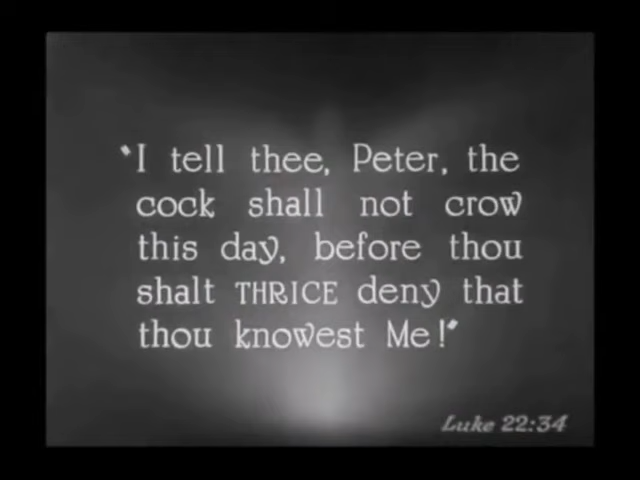 "I tell thee, Peter, the
cock shall not crow
this day, before thou
shalt THRICE deny that
thou knowest Me!"
Luke 22:34